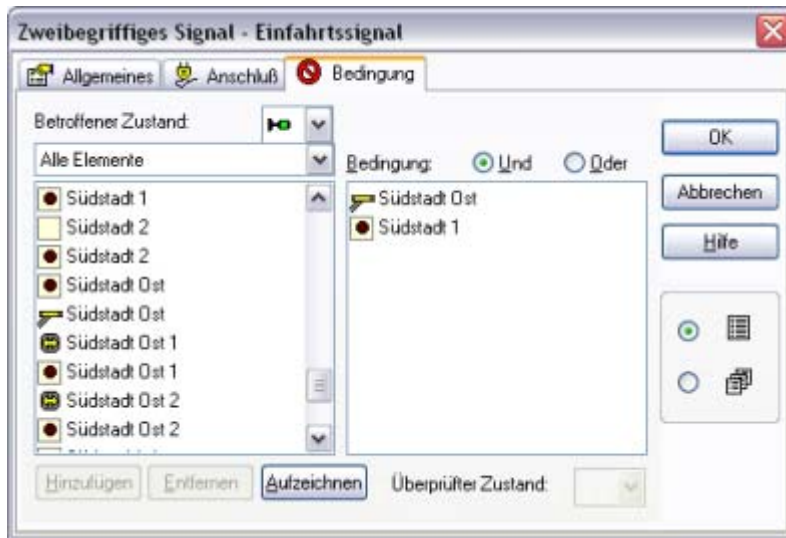 Zweibegriffiges Signal - Einfahrtssignal
Allgemeines
Anschluß
Bedingung
Betroffener Zustand:
Alle Elemente
Bedingung:
Und
Oder
OK
Abbrechen
Hilfe
Südstadt 1
Südstadt 2
Südstadt 2
Südstadt Ost
Südstadt Ost
Südstadt Ost 1
Südstadt Ost 1
Südstadt Ost 2
Südstadt Ost 2
Südstadt Ost
Südstadt 1
Hinzufügen
Entfernen
Aufzeichnen
Überprüfter Zustand: